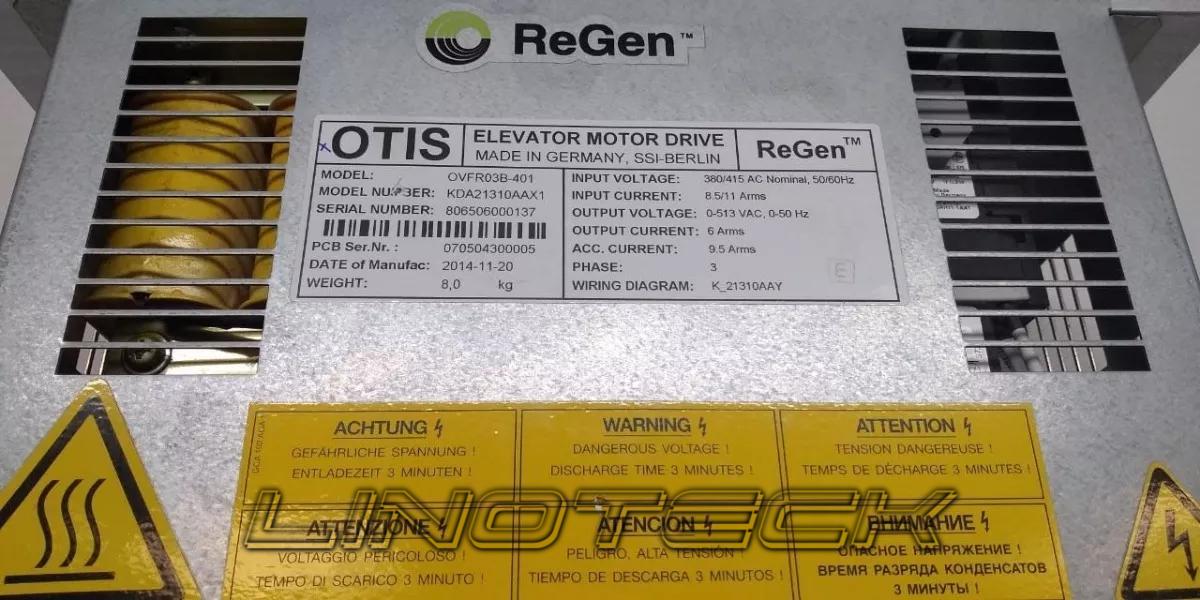 ReGen™
OTIS
ELEVATOR MOTOR DRIVE
MADE IN GERMANY, SSI-BERLIN
ReGen™
MODEL: OVFR03B-401
MODEL NUMBER: KDA21310AAX1
SERIAL NUMBER: 806506000137
PCB Ser.Nr. : 070504300005
DATE of Manufac: 2014-11-20
WEIGHT: 8,0 kg
INPUT VOLTAGE: 380/415 AC Nominal, 50/60Hz
INPUT CURRENT: 8.5/11 Arms
OUTPUT VOLTAGE: 0-513 VAC, 0-50 Hz
OUTPUT CURRENT: 6 Arms
ACC. CURRENT: 9.5 Arms
PHASE: 3
WIRING DIAGRAM: K_21310AAY
E
ACHTUNG
GEFÄHRLICHE SPANNUNG !
ENTLADEZEIT 3 MINUTEN !
WARNING
DANGEROUS VOLTAGE !
DISCHARGE TIME 3 MINUTES !
ATTENTION
TENSION DANGEREUSE !
TEMPS DE DÉCHARGE 3 MINUTES !
LINOTECK
ATTENZIONE
VOLTAGGIO PERICOLOSO !
TEMPO DI SCARICO 3 MINUTO !
ATENCION
PELIGRO, ALTA TENSIÓN !
TIEMPO DE DESCARGA 3 MINUTOS !
ВНИМАНИЕ
ОПАСНОЕ НАПРЯЖЕНИЕ !
ВРЕМЯ РАЗРЯДА КОНДЕНСАТОВ
3 МИНУТЫ !